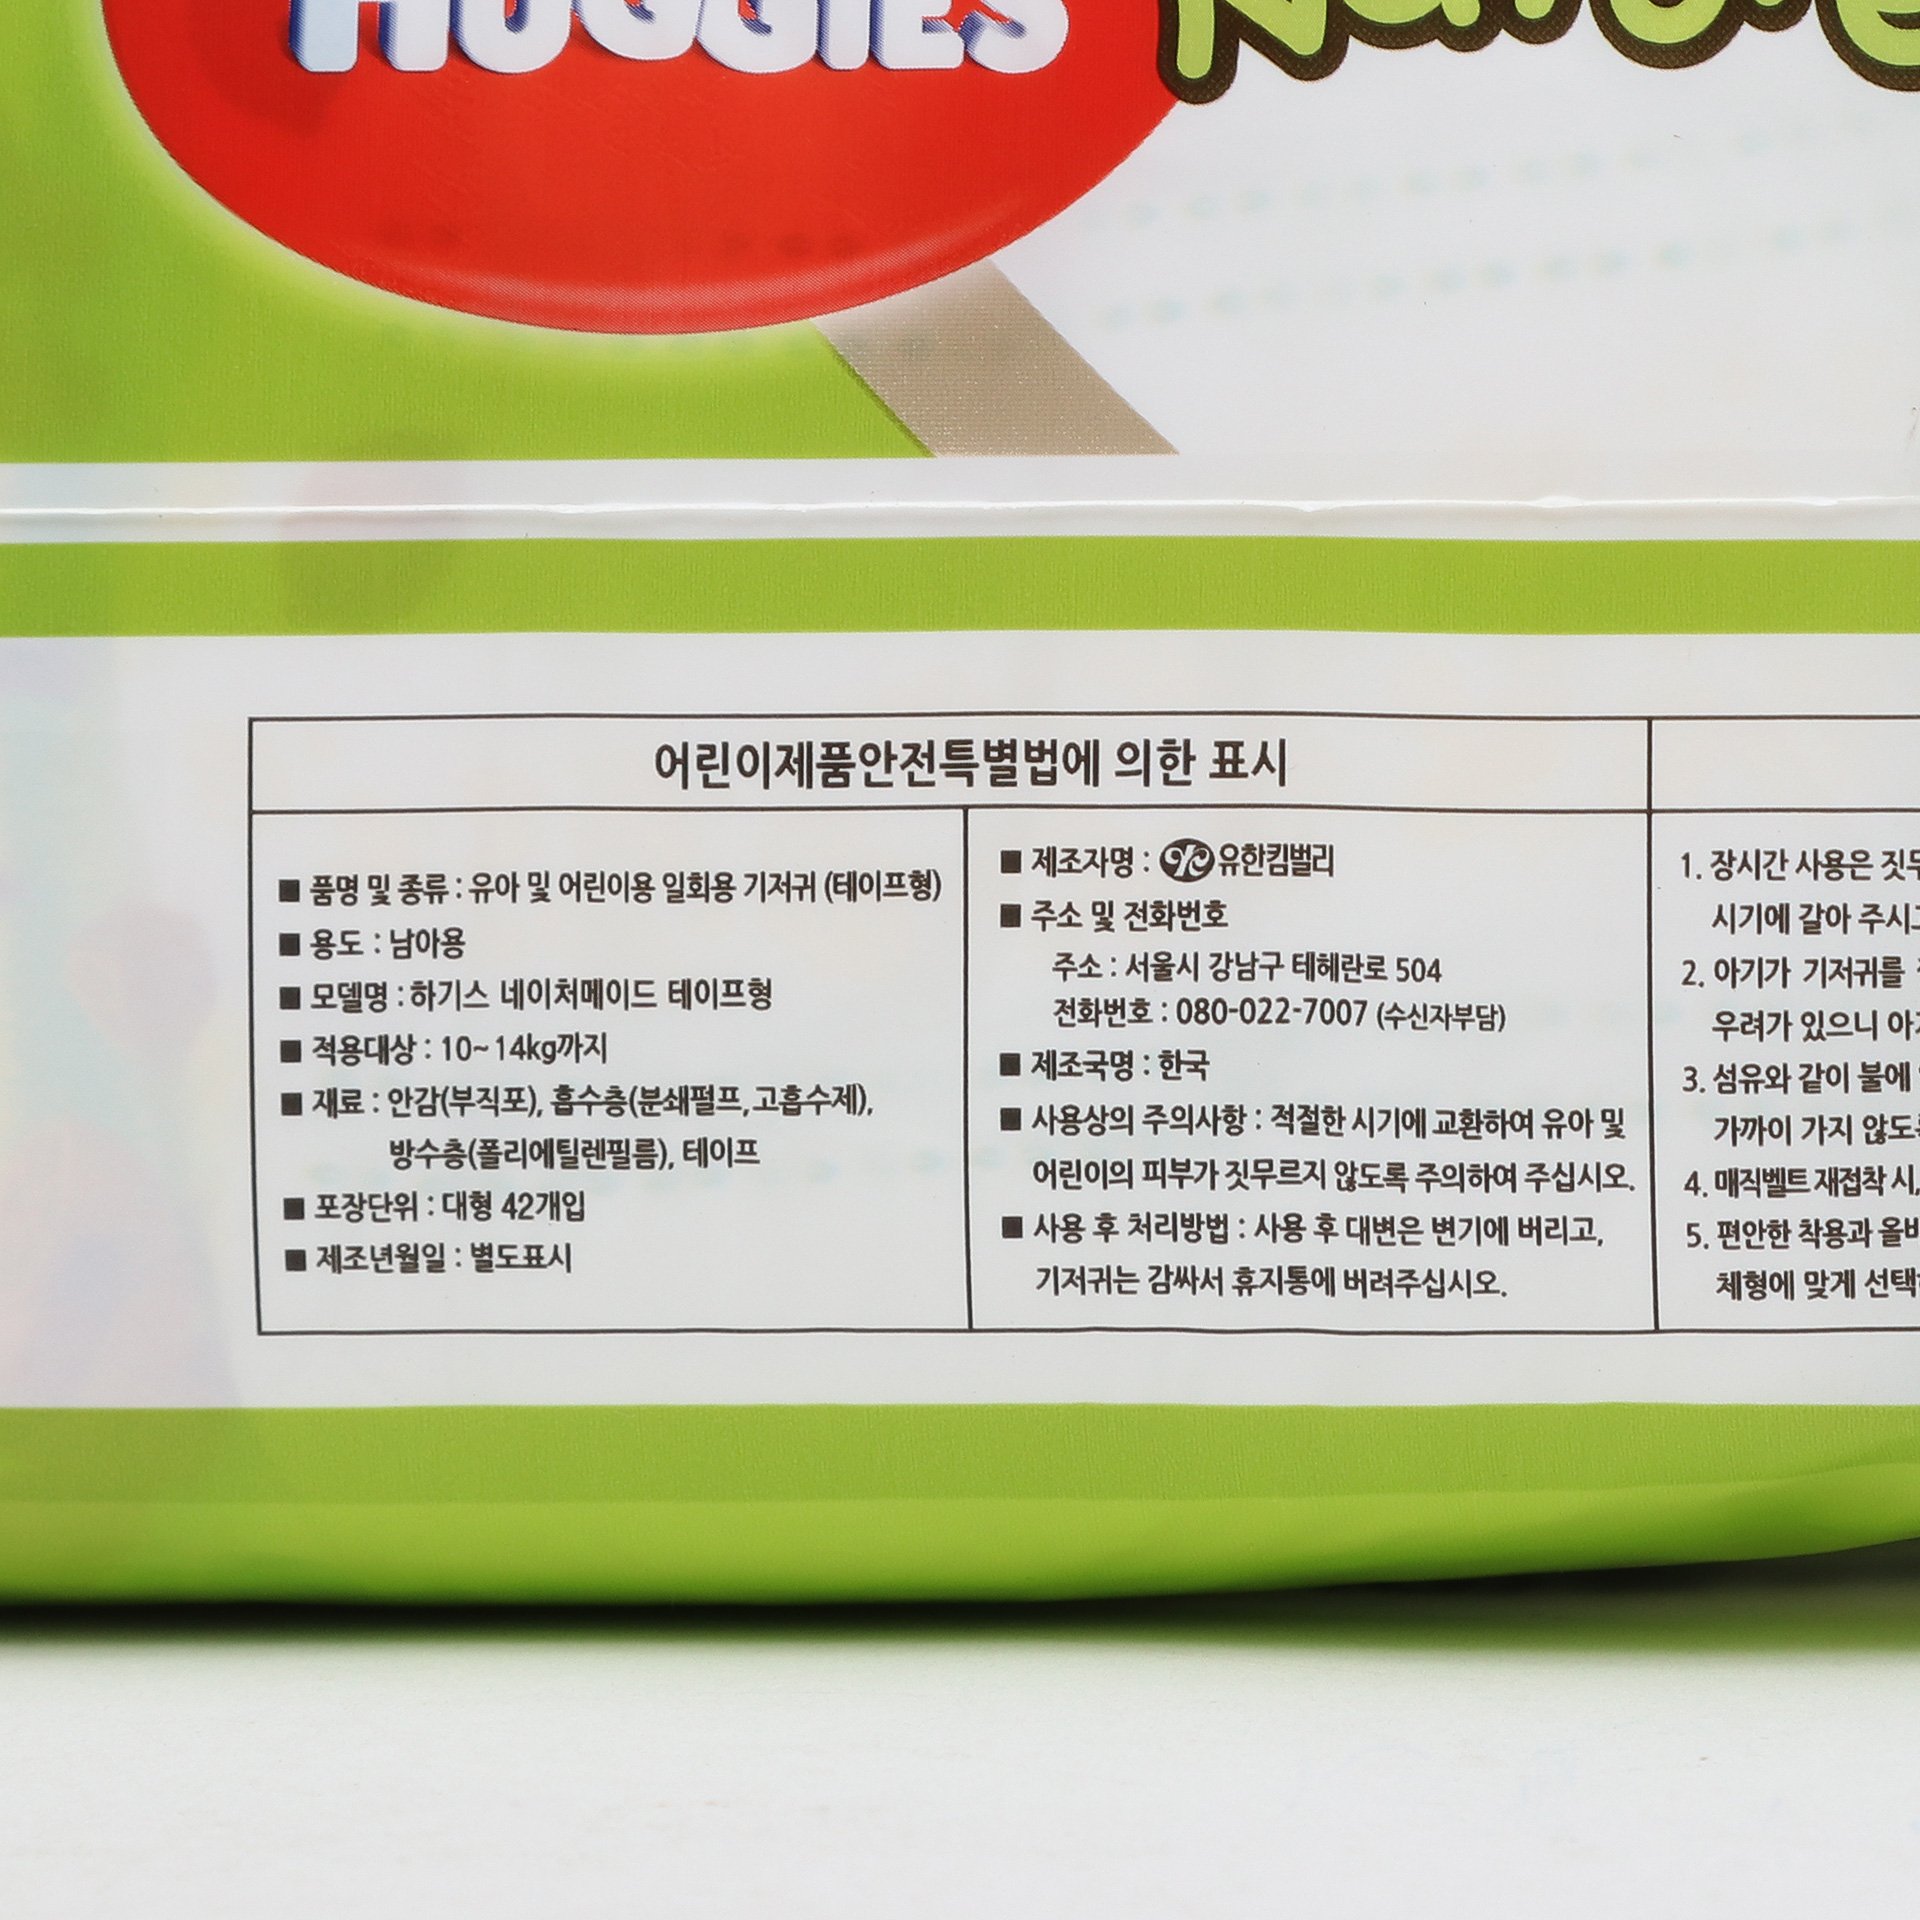 HUGGIES
어린이제품안전특별법에 의한 표시
■ 품명 및 종류 : 유아 및 어린이용 일회용 기저귀 (테이프형)
■ 용도 : 남아용
■ 모델명 : 하기스 네이처메이드 테이프형
■ 적용대상 : 10~14kg까지
■ 재료 : 안감(부직포), 흡수층(분쇄펄프,고흡수제),
방수층(폴리에틸렌필름), 테이프
■ 포장단위 : 대형 42개입
■ 제조년월일 : 별도표시
■ 제조자명 : 유한킴벌리
■ 주소 및 전화번호
주소 : 서울시 강남구 테헤란로 504
전화번호 : 080-022-7007 (수신자부담)
■ 제조국명 : 한국
■ 사용상의 주의사항 : 적절한 시기에 교환하여 유아 및
어린이의 피부가 짓무르지 않도록 주의하여 주십시오.
■ 사용 후 처리방법 : 사용 후 대변은 변기에 버리고,
기저귀는 감싸서 휴지통에 버려주십시오.
1. 장시간 사용은
시기에 갈아
2. 아기가 기저귀를
우려가 있으니
3. 섬유와 같이 불에
가까이 가지
4. 매직벨트 재접착 시,
5. 편안한 착용과
체형에 맞게